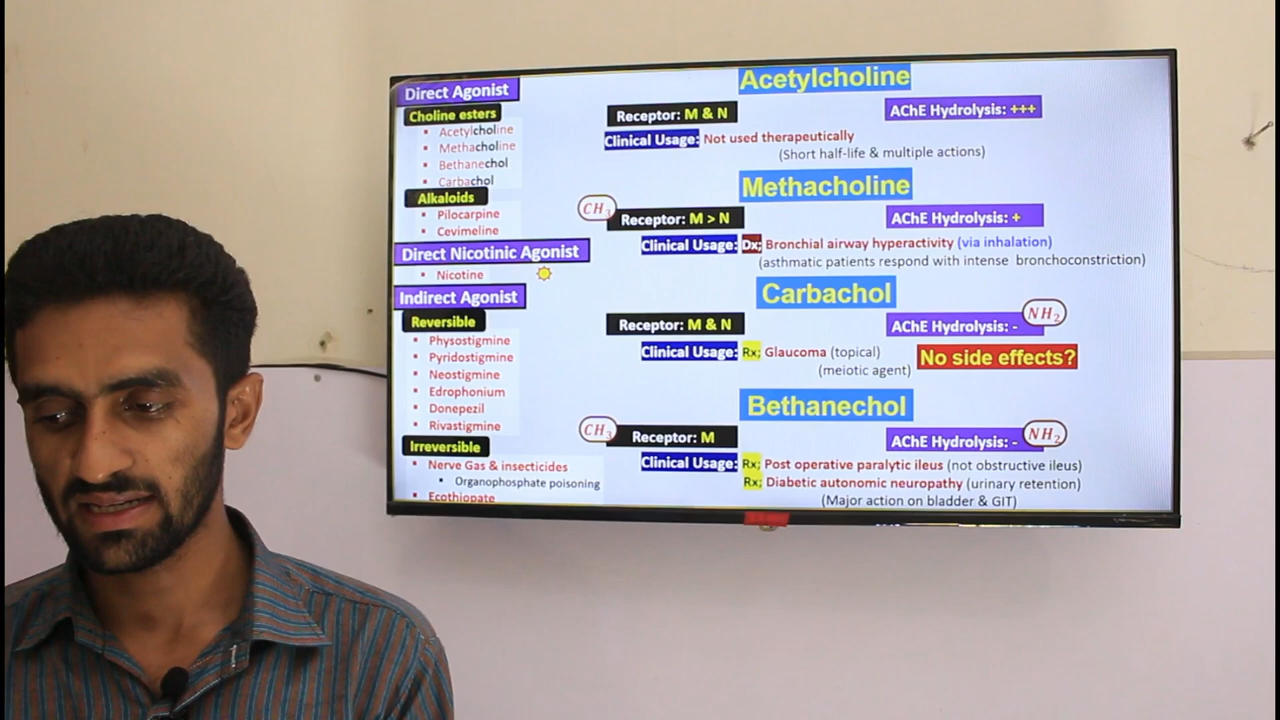 Direct Agonist
Choline esters
▪ Acetylcholine
▪ Methacholine
▪ Bethanechol
▪ Carbachol
Alkaloids
▪ Pilocarpine
▪ Cevimeline
Direct Nicotinic Agonist
▪ Nicotine
Indirect Agonist
Reversible
▪ Physostigmine
▪ Pyridostigmine
▪ Neostigmine
▪ Edrophonium
▪ Donepezil
▪ Rivastigmine
Irreversible
▪ Nerve Gas & insecticides
▪ Organophosphate poisoning
▪ Ecothiopate
Acetylcholine
Receptor: M & N
AChE Hydrolysis: +++
Clinical Usage: Not used therapeutically
(Short half-life & multiple actions)
Methacholine
CH3
Receptor: M > N
AChE Hydrolysis: +
Clinical Usage: Dx; Bronchial airway hyperactivity (via inhalation)
(asthmatic patients respond with intense bronchoconstriction)
Carbachol
NH2
Receptor: M & N
AChE Hydrolysis: -
Clinical Usage: Rx; Glaucoma (topical)
(meiotic agent)
No side effects?
Bethanechol
CH3
Receptor: M
AChE Hydrolysis: -
NH2
Clinical Usage: Rx; Post operative paralytic ileus (not obstructive ileus)
Rx; Diabetic autonomic neuropathy (urinary retention)
(Major action on bladder & GIT)